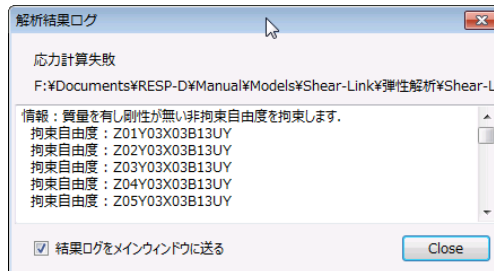 解析結果ログ
応力計算失敗
F:¥Documents¥RESP-D¥Manual¥Models¥Shear-Link¥弾性解析¥Shear-L
情報：質量を有し剛性が無い非拘束自由度を拘束します.
拘束自由度：Z01Y03X03B13UY
拘束自由度：Z02Y03X03B13UY
拘束自由度：Z03Y03X03B13UY
拘束自由度：Z04Y03X03B13UY
拘束自由度：Z05Y03X03B13UY
結果ログをメインウィンドウに送る
Close